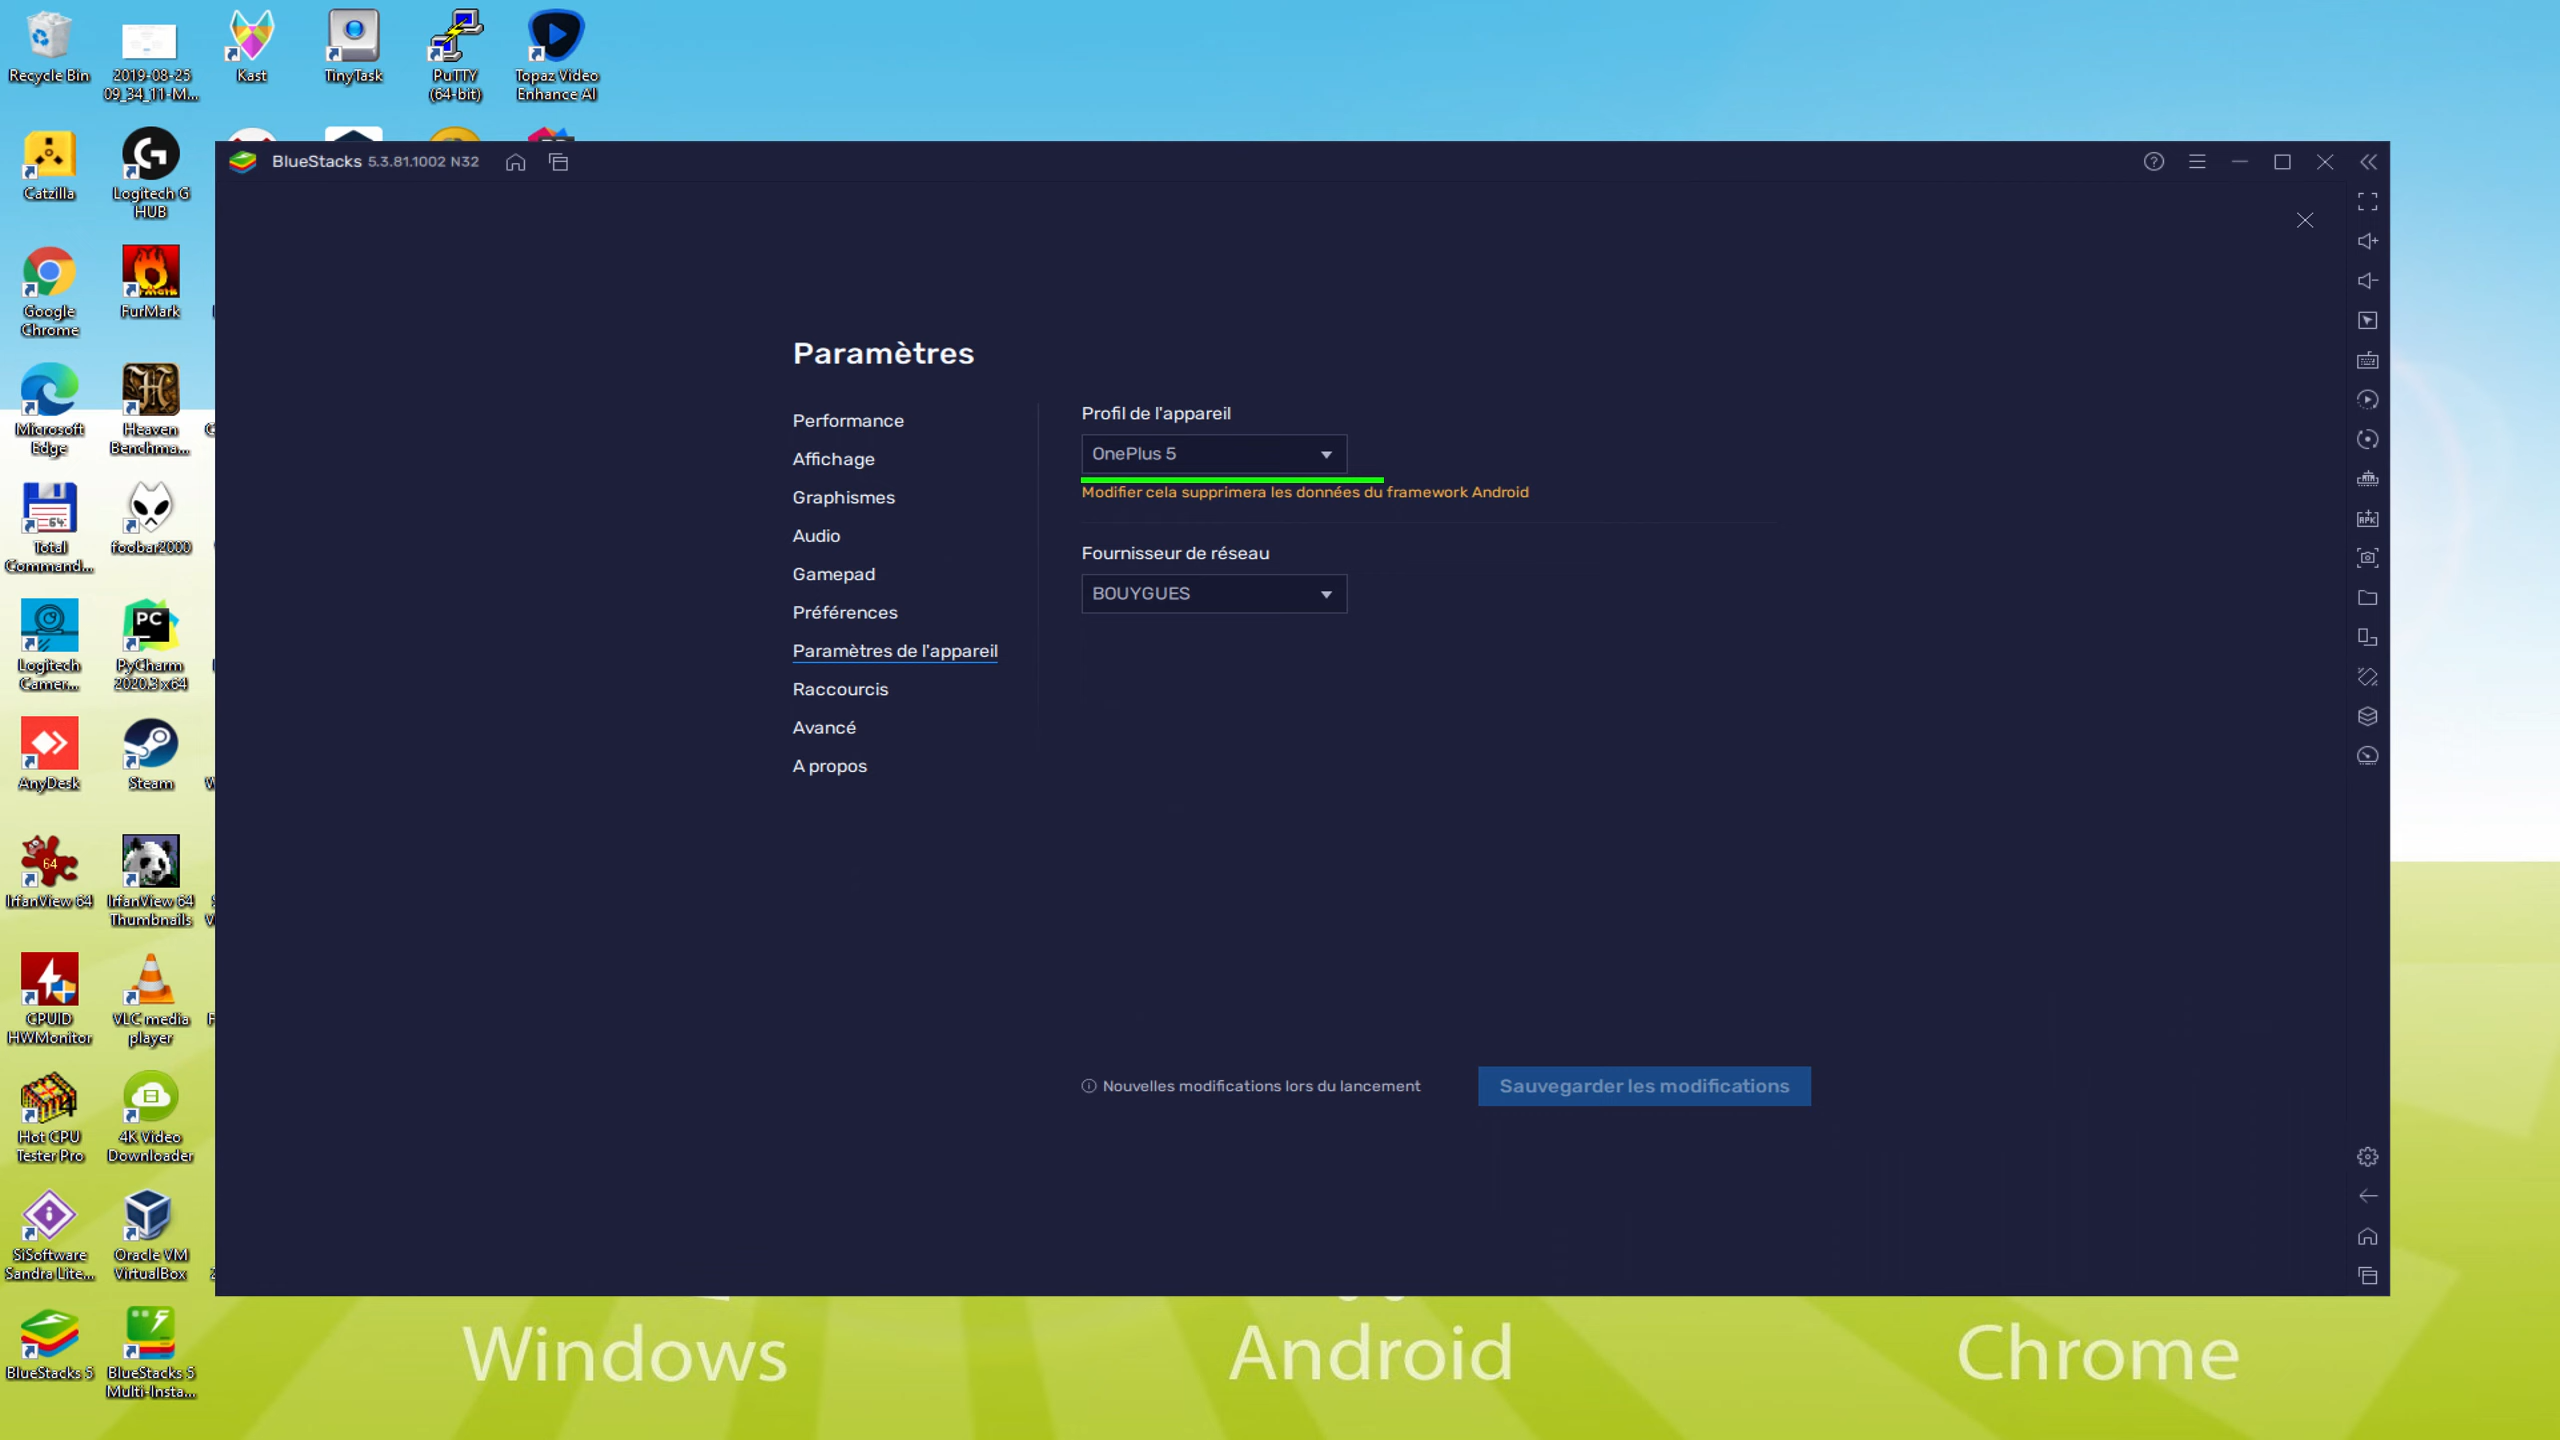 Recycle Bin
2019-08-25
09_34_11-M...
Kast
TinyTask
PuTTY
(64-bit)
Topaz Video
Enhance AI
Catzilla
Logitech G
HUB
Google
Chrome
FurMark
Microsoft
Edge
Heaven
Benchma...
Total
Command...
foobar2000
Logitech
Camer...
PyCharm
2020.3 x64
AnyDesk
Steam
IrfanView 64
IrfanView 64
Thumbnails
CPUID
HWMonitor
VLC media
player
Hot CPU
Tester Pro
4K Video
Downloader
SiSoftware
Sandra Lite...
Oracle VM
VirtualBox
BlueStacks 5
BlueStacks 5
Multi-Insta...
BlueStacks 5.3.81.1002 N32
Paramètres
Performance
Affichage
Graphismes
Audio
Gamepad
Préférences
Paramètres de l'appareil
Raccourcis
Avancé
A propos
Profil de l'appareil
OnePlus 5
Modifier cela supprimera les données du framework Android
Fournisseur de réseau
BOUYGUES
Nouvelles modifications lors du lancement
Sauvegarder les modifications
Windows
Android
Chrome